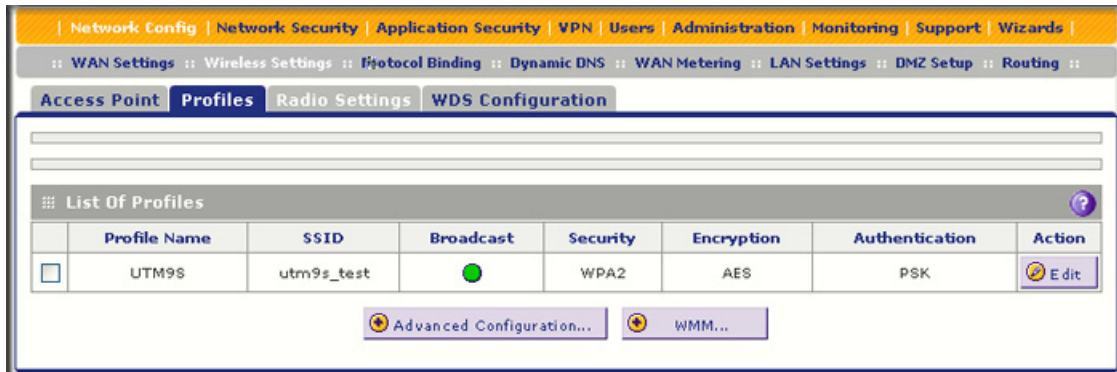 | Network Config | Network Security | Application Security | VPN | Users | Administration | Monitoring | Support | Wizards |
:: WAN Settings :: Wireless Settings :: Protocol Binding :: Dynamic DNS :: WAN Metering :: LAN Settings :: DMZ Setup :: Routing ::
Access Point Profiles Radio Settings WDS Configuration
List Of Profiles ?
Profile Name SSID Broadcast Security Encryption Authentication Action
UTM9S utm9s_test WPA2 AES PSK Edit
Advanced Configuration... WMM...